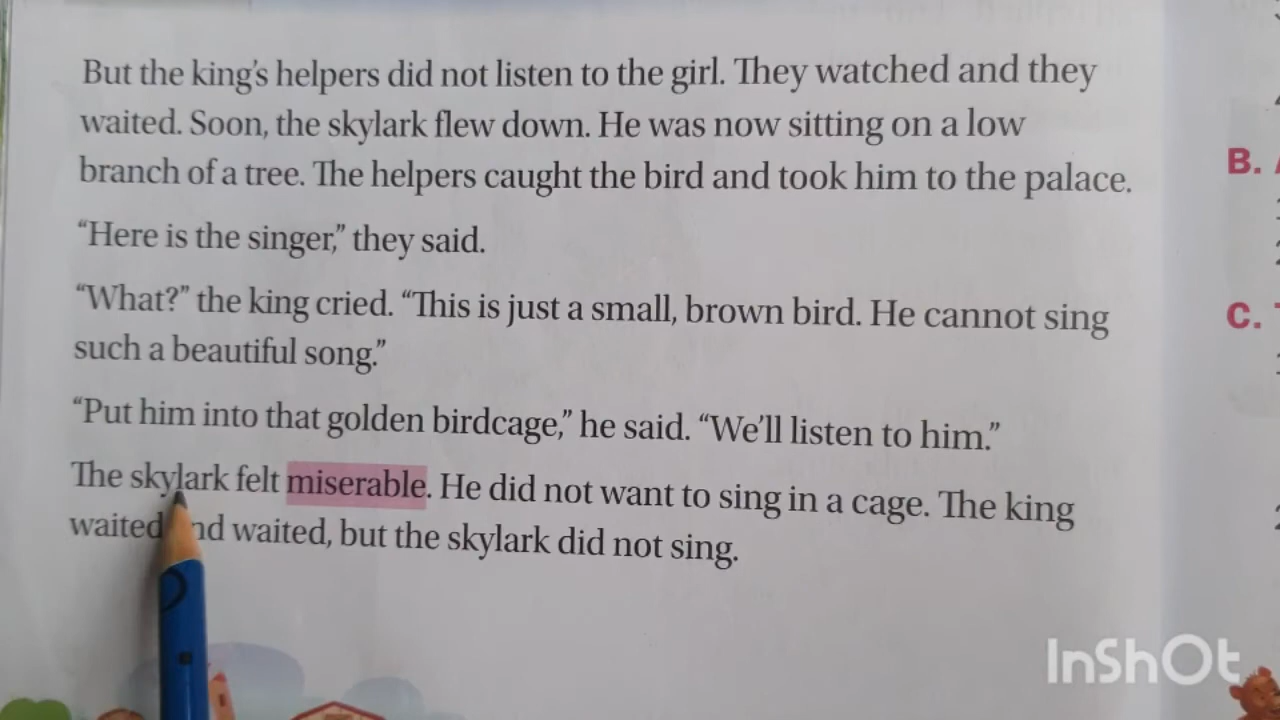 But the king's helpers did not listen to the girl. They watched and they
waited. Soon, the skylark flew down. He was now sitting on a low
branch of a tree. The helpers caught the bird and took him to the palace.
“Here is the singer,” they said.
“What?” the king cried. “This is just a small, brown bird. He cannot sing
such a beautiful song.”
“Put him into that golden birdcage,” he said. “We'll listen to him.”
The skylark felt miserable. He did not want to sing in a cage. The king
waited and waited, but the skylark did not sing.
B.
C.
InShOt